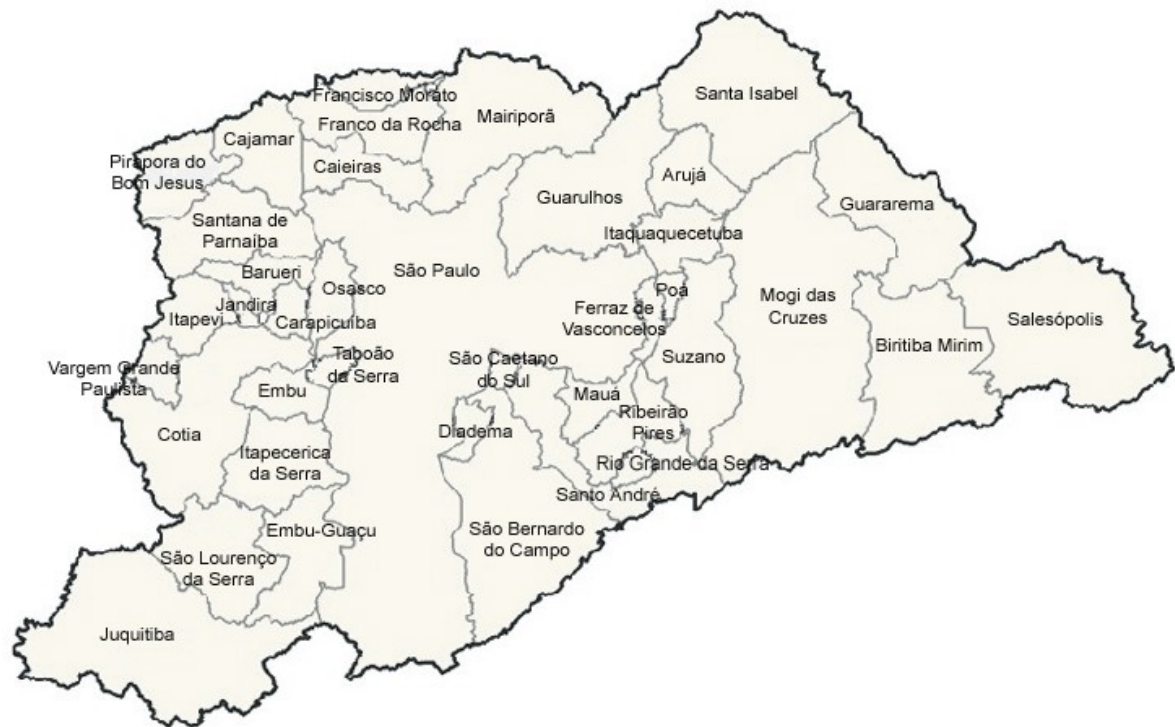 Santa Isabel
Francisco Morato
Mairiporã
Franco da Rocha
Cajamar
Caieiras
Pirapora do
Bom Jesus
Arujá
Guarulhos
Guararema
Santana de
Parnaíba
Itaquaquecetuba
Barueri
São Paulo
Osasco
Poá
Jandira
Itapevi
Carapicuíba
Ferraz de
Vasconcelos
Mogi das
Cruzes
Salesópolis
Biritiba Mirim
Suzano
Vargem Grande
Paulista
Taboão
da Serra
São Caetano
do Sul
Embu
Mauá
Ribeirão
Pires
Cotia
Diadema
Itapecerica
da Serra
Rio Grande da Serra
Santo André
Embu-Guaçu
São Bernardo
do Campo
São Lourenço
da Serra
Juquitiba